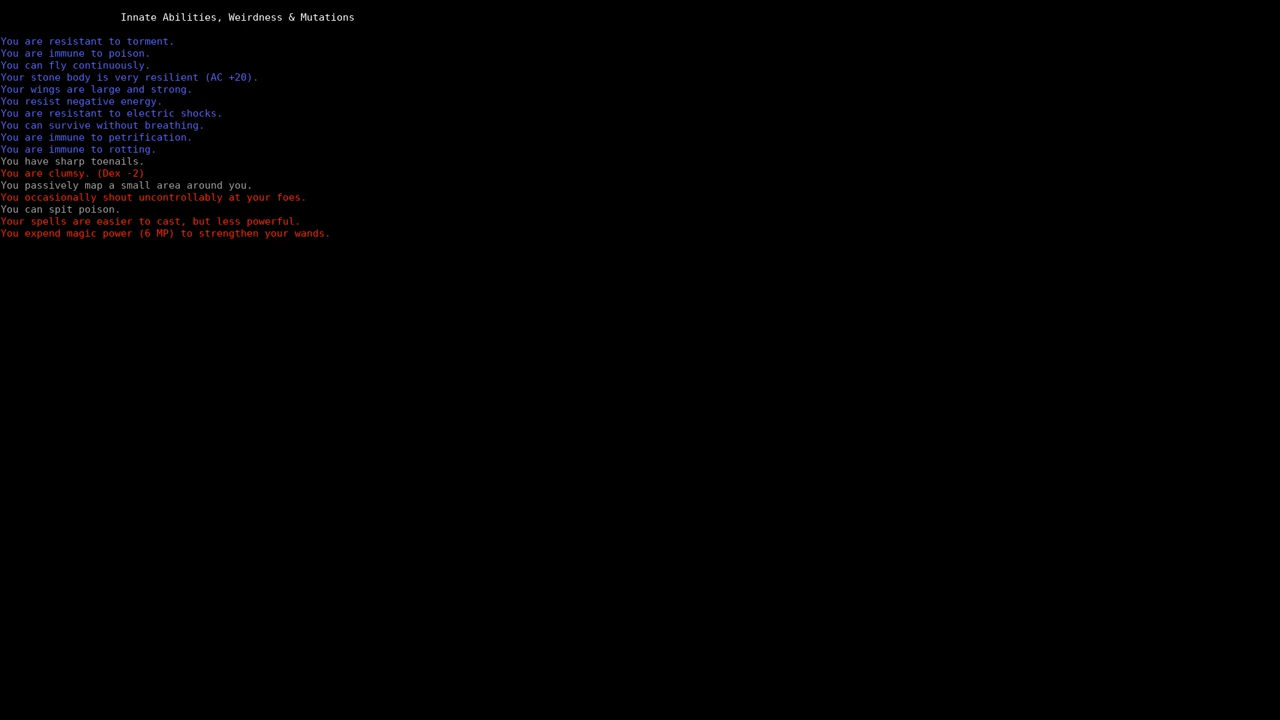 Innate Abilities, Weirdness & Mutations
You are resistant to torment.
You are immune to poison.
You can fly continuously.
Your stone body is very resilient (AC +20).
Your wings are large and strong.
You resist negative energy.
You are resistant to electric shocks.
You can survive without breathing.
You are immune to petrification.
You are immune to rotting.
You have sharp toenails.
You are clumsy. (Dex -2)
You passively map a small area around you.
You occasionally shout uncontrollably at your foes.
You can spit poison.
Your spells are easier to cast, but less powerful.
You expend magic power (6 MP) to strengthen your wands.